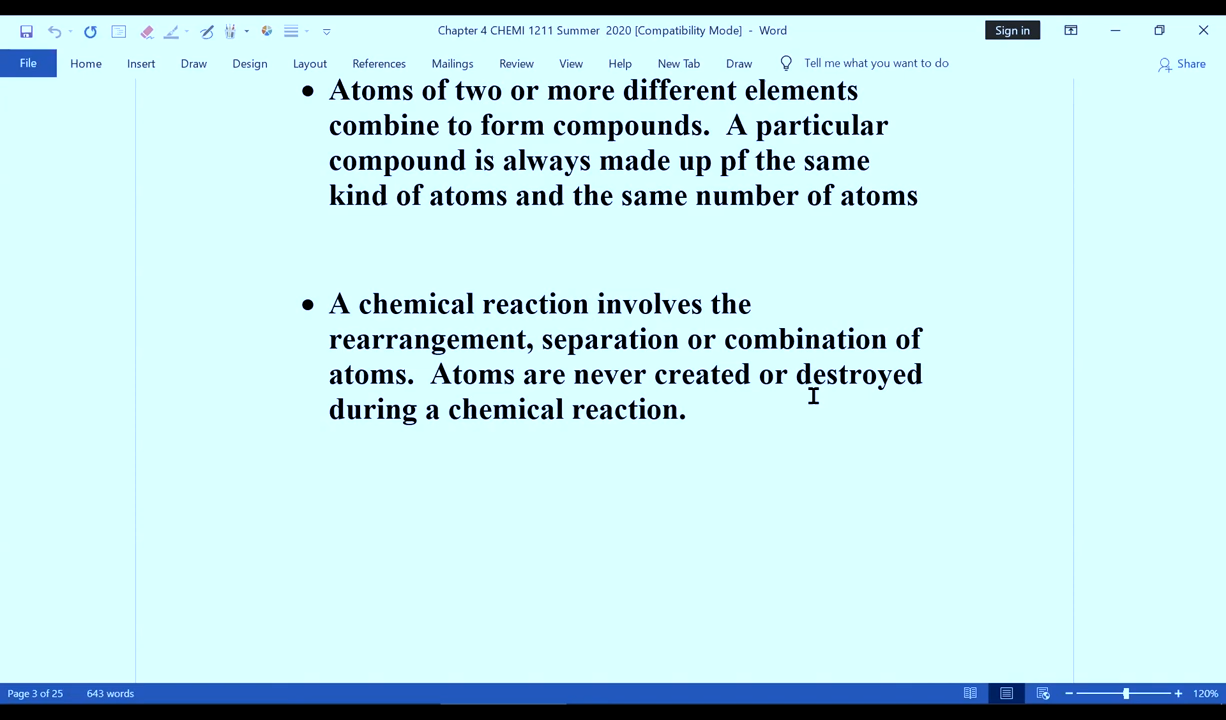 Chapter 4 CHEMI 1211 Summer 2020 [Compatibility Mode] - Word
Sign in
File Home Insert Draw Design Layout References Mailings Review View Help New Tab Draw Tell me what you want to do Share
• Atoms of two or more different elements
combine to form compounds. A particular
compound is always made up pf the same
kind of atoms and the same number of atoms
• A chemical reaction involves the
rearrangement, separation or combination of
atoms. Atoms are never created or destroyed
during a chemical reaction.
Page 3 of 25 643 words 120%